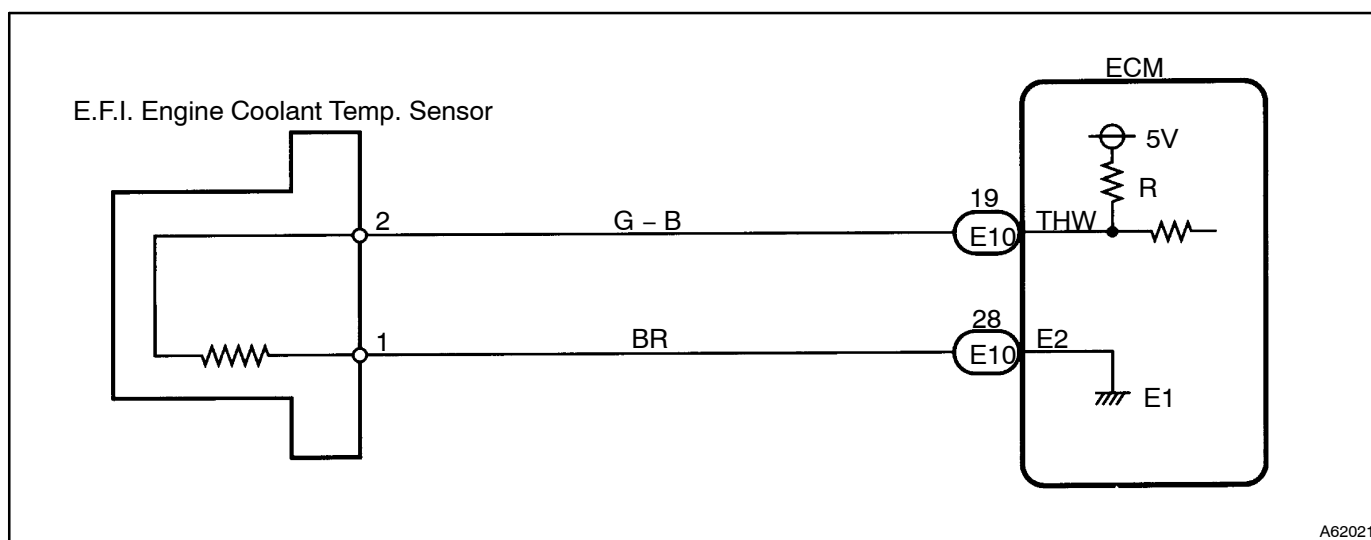 ECM
E.F.I. Engine Coolant Temp. Sensor
5V
R
2
G – B
19
E10
THW
1
BR
28
E10
E2
E1
A62021